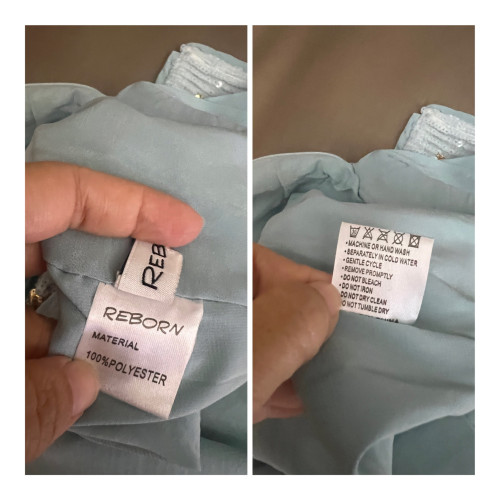 REB
REBORN
MATERIAL
100%POLYESTER
•MACHINE OR HAND WASH
•SEPARATELY IN COLD WATER
•GENTLE CYCLE
•REMOVE PROMPTLY
•DO NOT BLEACH
•DO NOT IRON
DO NOT DRY CLEAN
DO NOT TUMBLE DRY